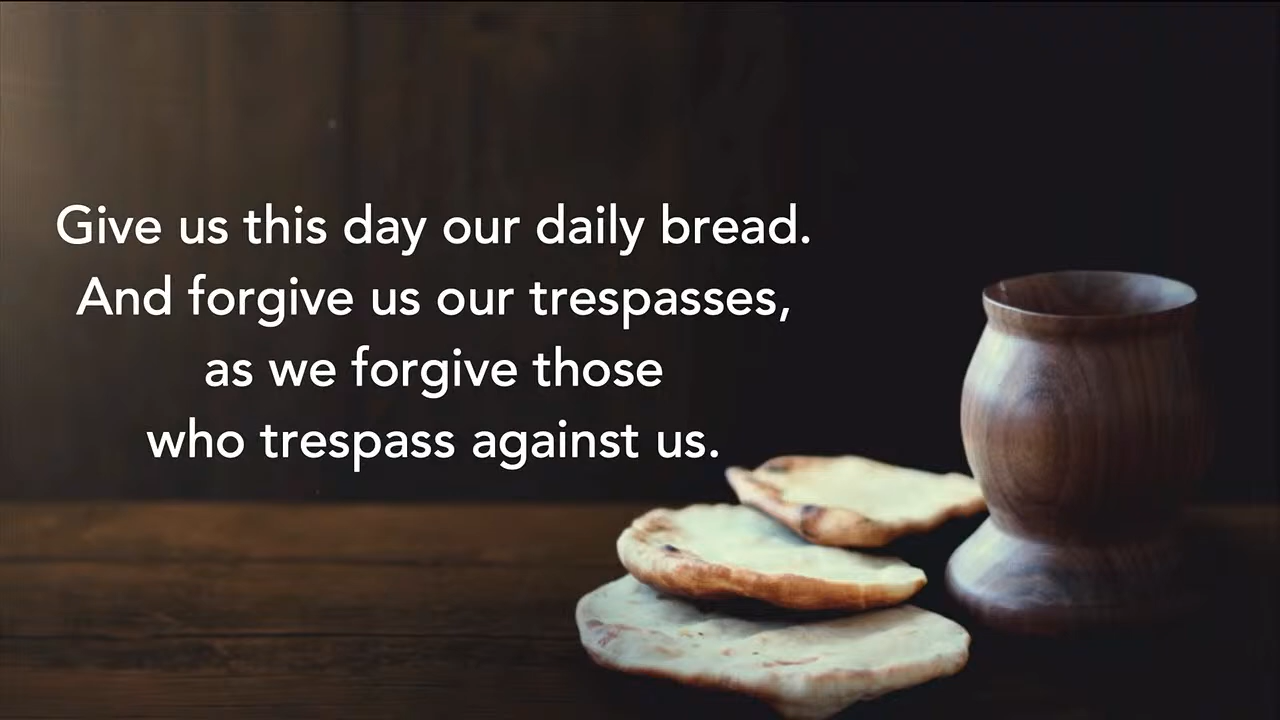 Give us this day our daily bread.
And forgive us our trespasses,
as we forgive those
who trespass against us.